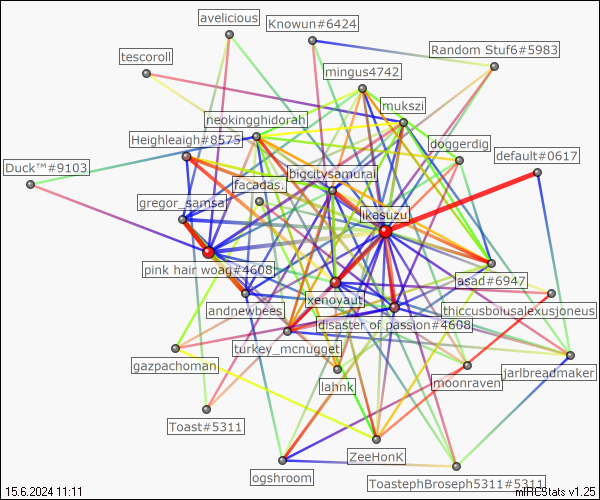 avelicious
Knowun#6424
Random Stuf6#5983
tescoroll
mingus4742
mukszi
neokingghidorah
Heighleaigh#8575
doggerdig
default#0617
Duck™#9103
bigcitysamurai
facadas.
gregor_samsa
ikasuzu
pink hair woag#4608
asad#6947
xenoyaut
andnewbees
thiccusboiusalexusjoneus
disaster of passion#4608
turkey_mcnugget
gazpachoman
jarlbreadmaker
moonraven
lahnk
Toast#5311
ZeeHonK
ogshroom
ToastephBroseph5311#5311
15.6.2024 11:11
mIRCStats v1.25